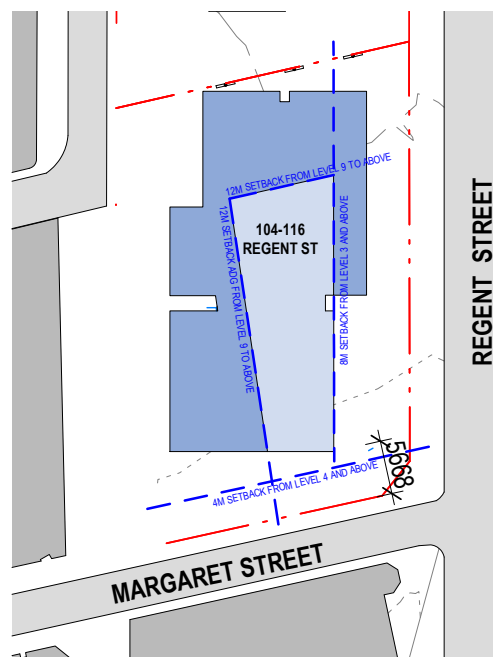 12M SETBACK FROM LEVEL 9 TO ABOVE
12M SETBACK ADG FROM LEVEL 9 TO ABOVE
104-116
REGENT ST
8M SETBACK FROM LEVEL 3 AND ABOVE
REGENT STREET
4M SETBACK FROM LEVEL 4 AND ABOVE
5668
MARGARET STREET